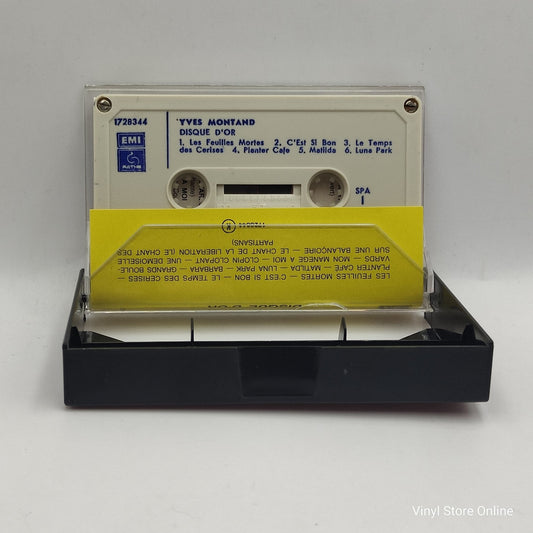 1728344
'YVES MONTAND
DISQUE D'OR
1. Les Feuilles Mortes 2. C'Est Si Bon 3. Le Temps
des Cerises 4. Planter Cafe 5. Matilda 6. Luna Park
EMI
PATHE
SPA
1
DISQUE D'OR
LES FEUILLES MORTES — C'EST SI BON — LE TEMPS DES CERISES —
PLANTER CAFE — MATILDA — LUNA PARK — BARBARA — GRANDS BOULE-
VARDS — MON MANEGE A MOI — CLOPIN CLOPANT — UNE DEMOISELLE
SUR UNE BALANÇOIRE — LE CHANT DE LA LIBERATION (LE CHANT DES
PARTISANS)
1728344
K
Vinyl Store Online